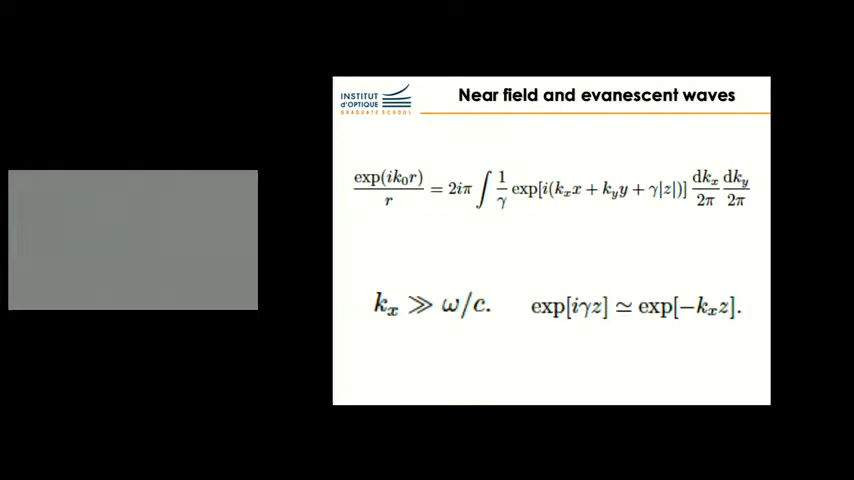 INSTITUT
d'OPTIQUE
GRADUATE SCHOOL
Near field and evanescent waves
exp(ik₀r)/r = 2iπ ∫ 1/γ exp[i(kₓx + k_y y + γ|z|)] dkₓ/2π dk_y/2π
kₓ ≫ ω/c. exp[iγz] ≃ exp[−kₓz].